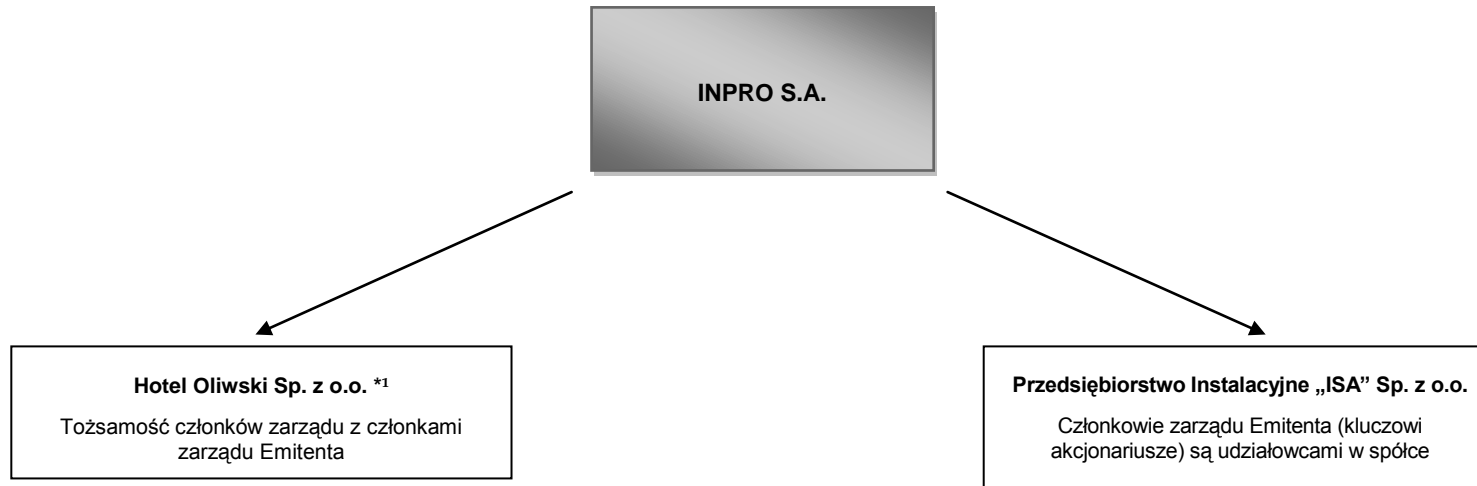 INPRO S.A.
Hotel Oliwski Sp. z o.o. *¹
Tożsamość członków zarządu z członkami
zarządu Emitenta
Przedsiębiorstwo Instalacyjne „ISA” Sp. z o.o.
Członkowie zarządu Emitenta (kluczowi
akcjonariusze) są udziałowcami w spółce